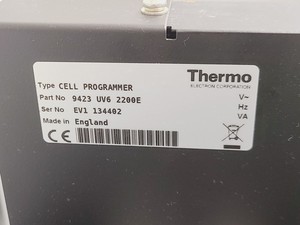 Thermo
ELECTRON CORPORATION
Type CELL PROGRAMMER
Part No 9423 UV6 2200E
Ser No EV1 134402
Made in England
V~
Hz
VA
CE